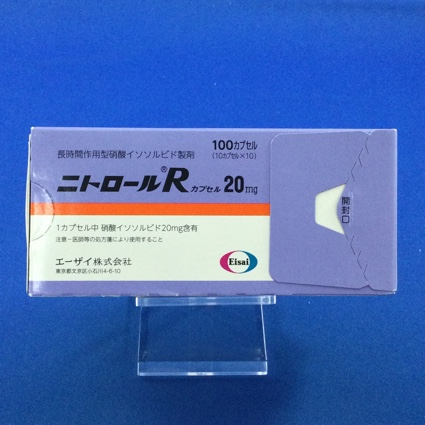 100カプセル
(10カプセル×10)
長時間作用型硝酸イソソルビド製剤
ニトロール®Rカプセル 20mg
開封口
1カプセル中 硝酸イソソルビド20mg含有
注意-医師等の処方箋により使用すること
エーザイ株式会社
東京都文京区小石川4-6-10
Eisai